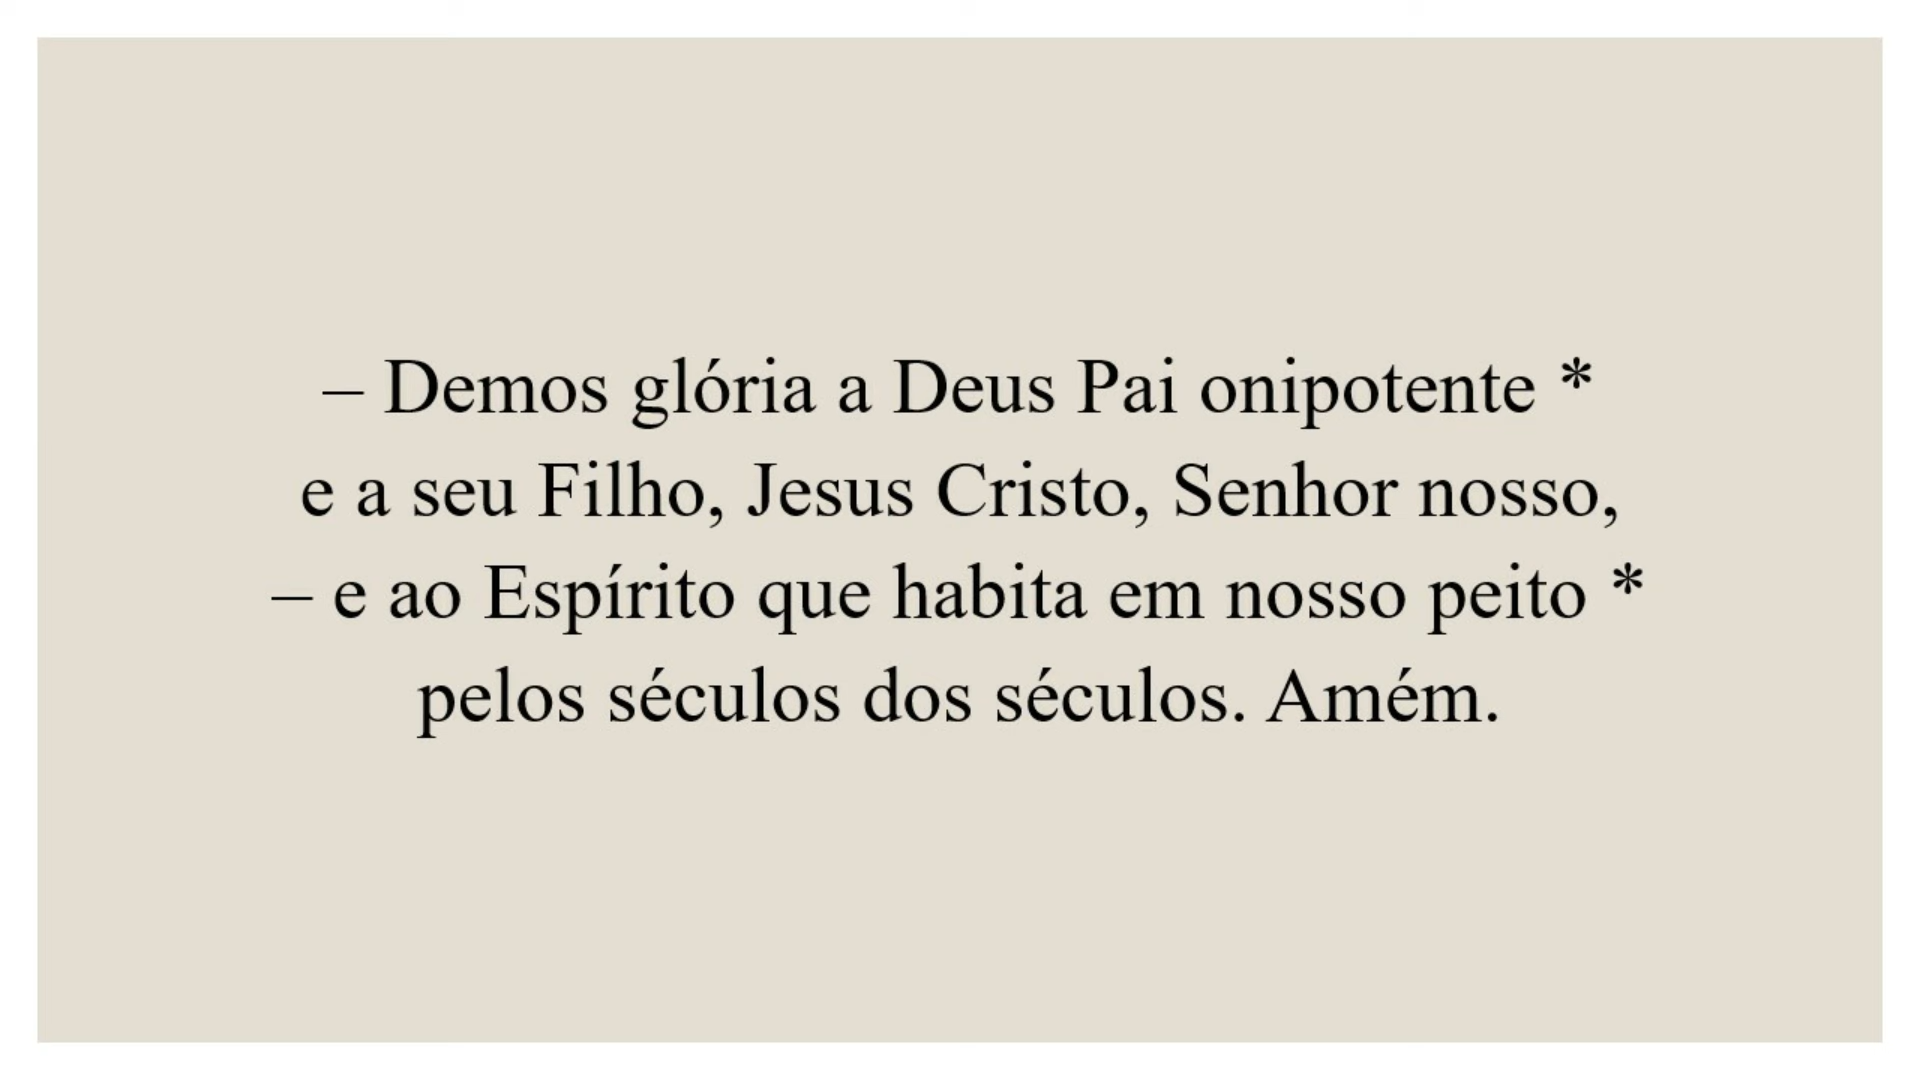 – Demos glória a Deus Pai onipotente *
e a seu Filho, Jesus Cristo, Senhor nosso,
– e ao Espírito que habita em nosso peito *
pelos séculos dos séculos. Amém.